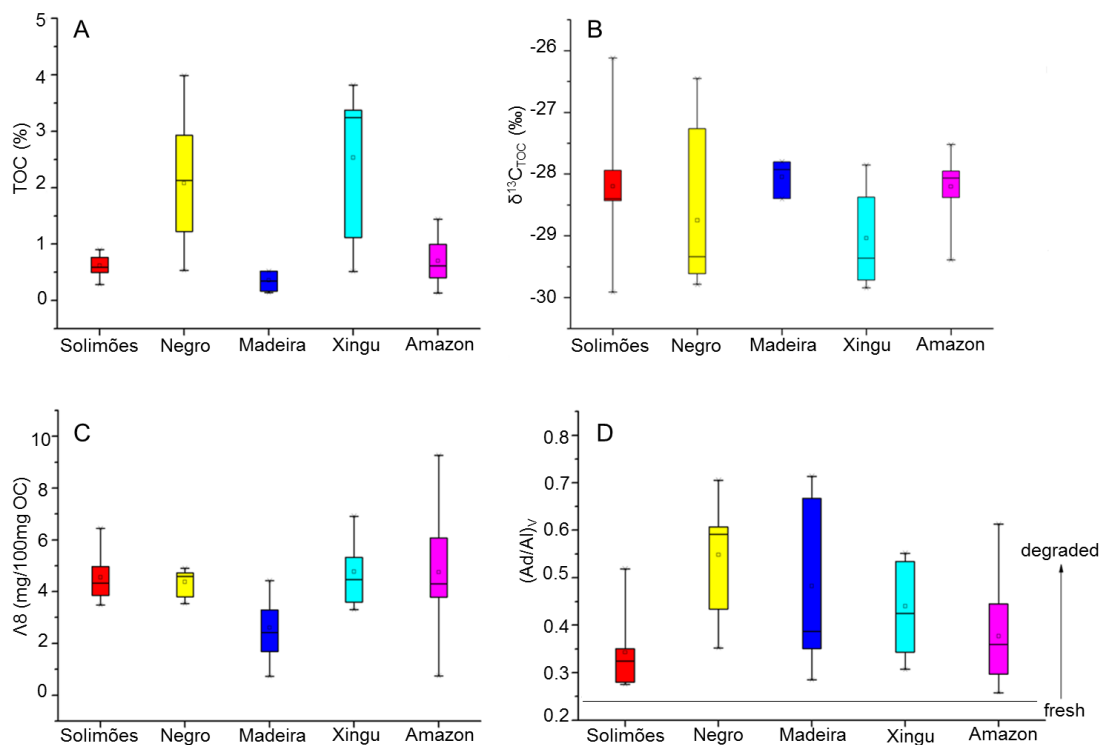 A
TOC (%)
5
4
3
2
1
0
Solimões Negro Madeira Xingu Amazon
B
δ¹³C_TOC (‰)
-26
-27
-28
-29
-30
Solimões Negro Madeira Xingu Amazon
C
Λ8 (mg/100mg OC)
10
8
6
4
2
0
Solimões Negro Madeira Xingu Amazon
D
(Ad/Al)_V
0.8
0.7
0.6
0.5
0.4
0.3
0.2
degraded
fresh
Solimões Negro Madeira Xingu Amazon